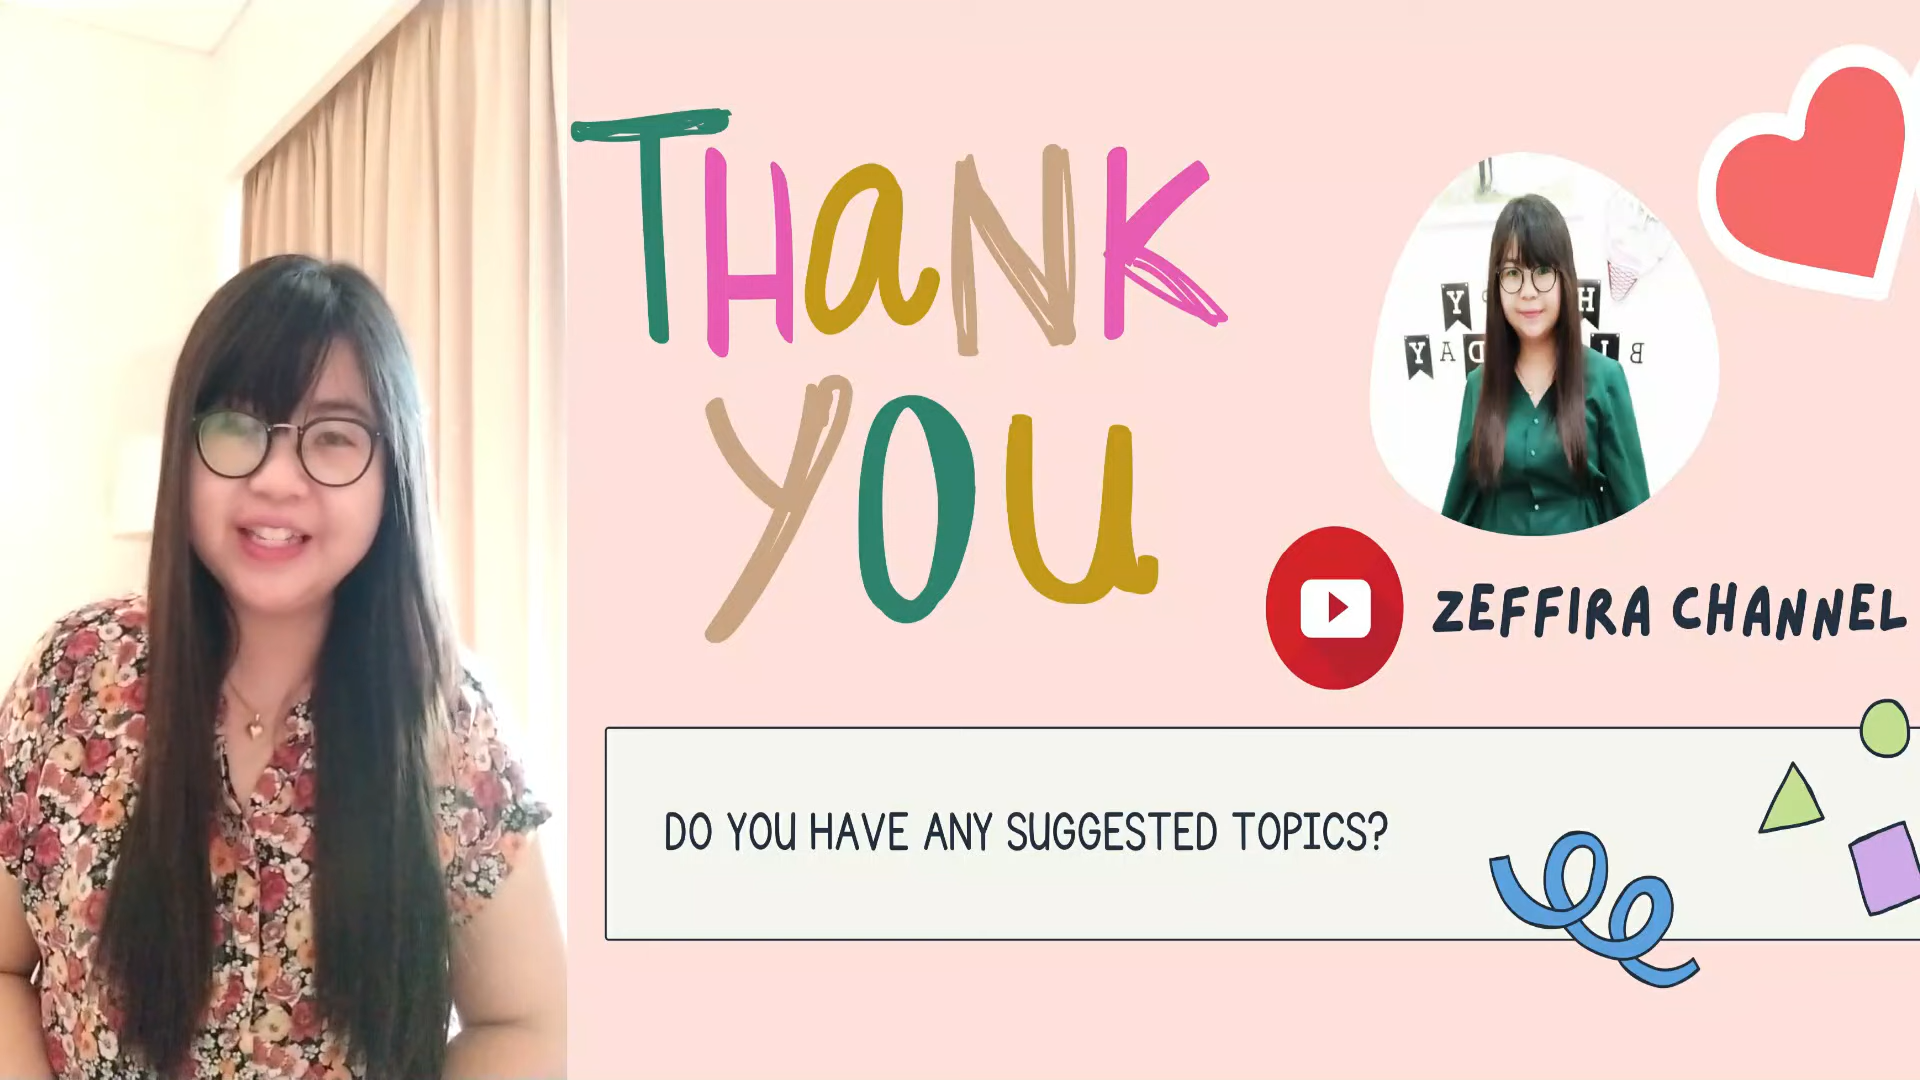 THaNK
YOU
H P Y
Y A D I B
ZEFFIRA CHANNEL
DO YOU HAVE ANY SUGGESTED TOPICS?